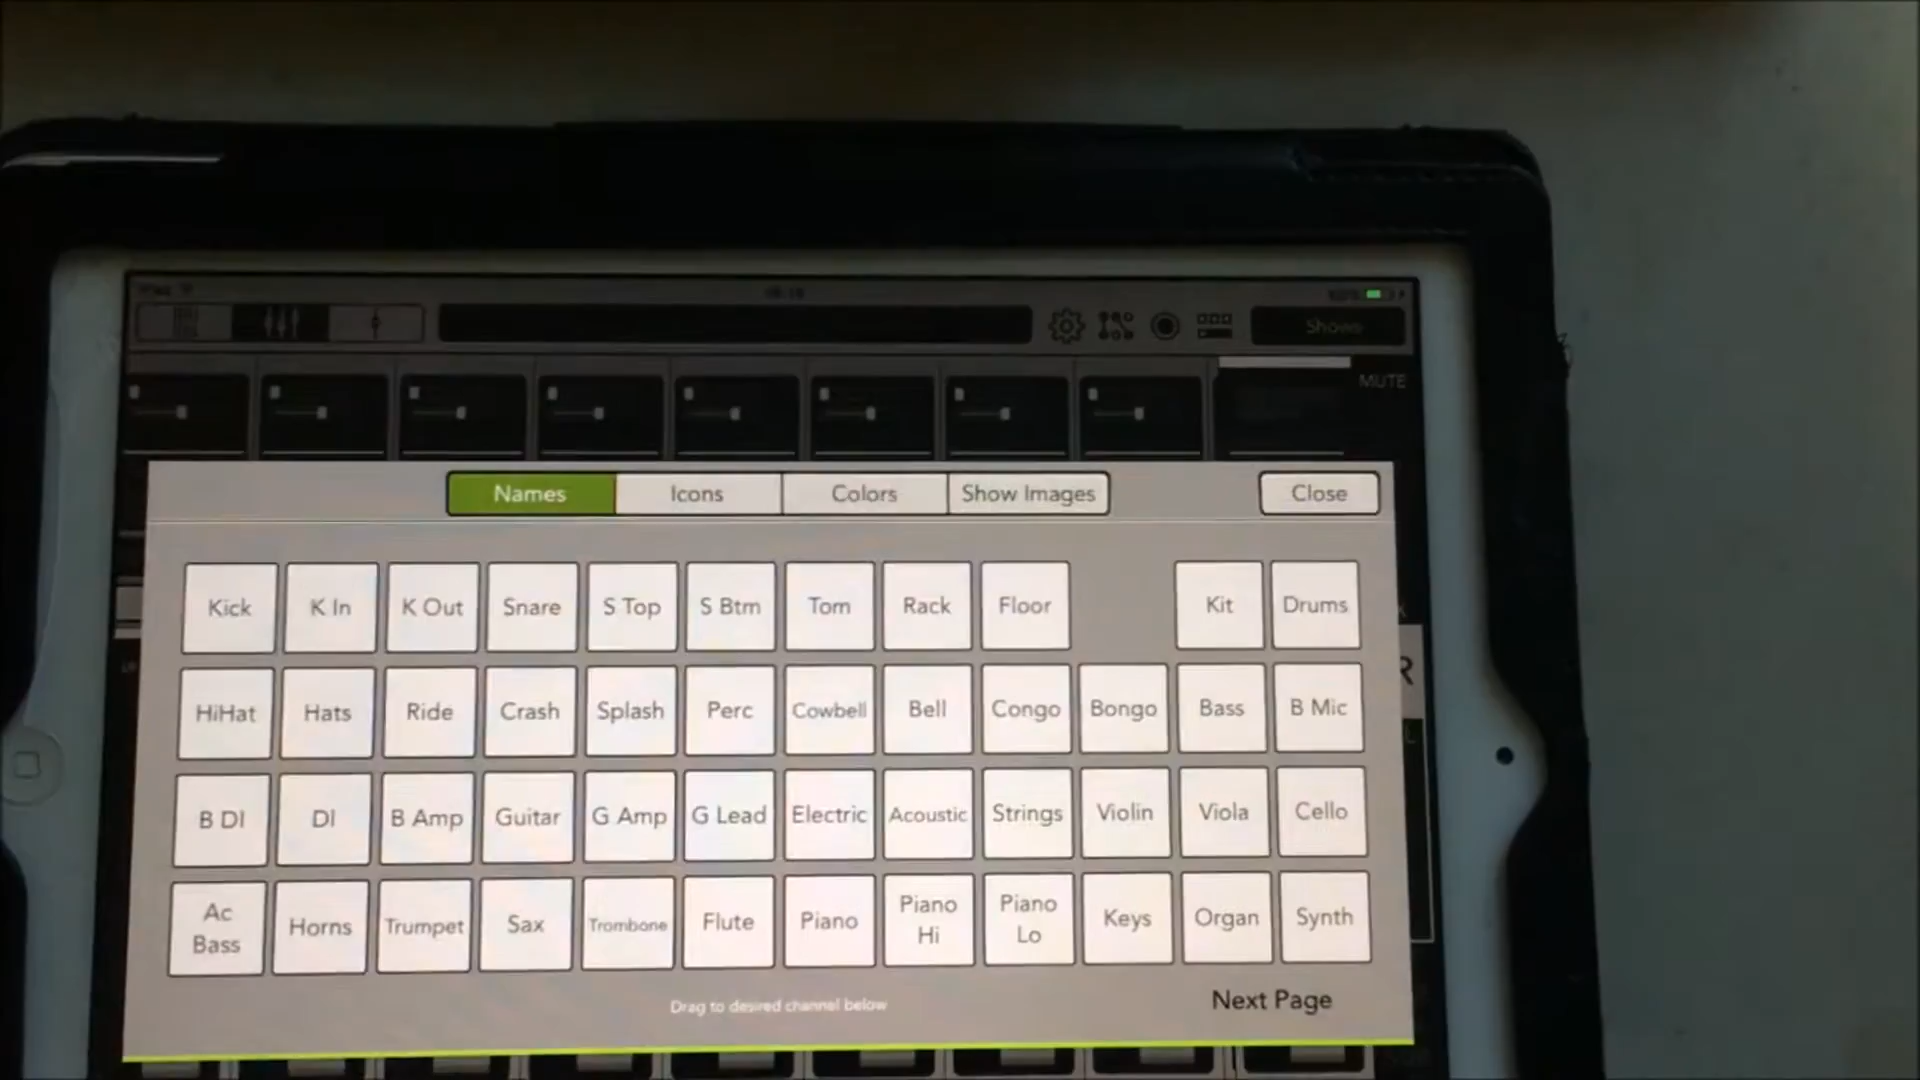 Shows
MUTE
Names Icons Colors Show Images Close
Kick K In K Out Snare S Top S Btm Tom Rack Floor Kit Drums
HiHat Hats Ride Crash Splash Perc Cowbell Bell Congo Bongo Bass B Mic
B DI DI B Amp Guitar G Amp G Lead Electric Acoustic Strings Violin Viola Cello
Ac Bass Horns Trumpet Sax Trombone Flute Piano Piano Hi Piano Lo Keys Organ Synth
Drag to desired channel below
Next Page